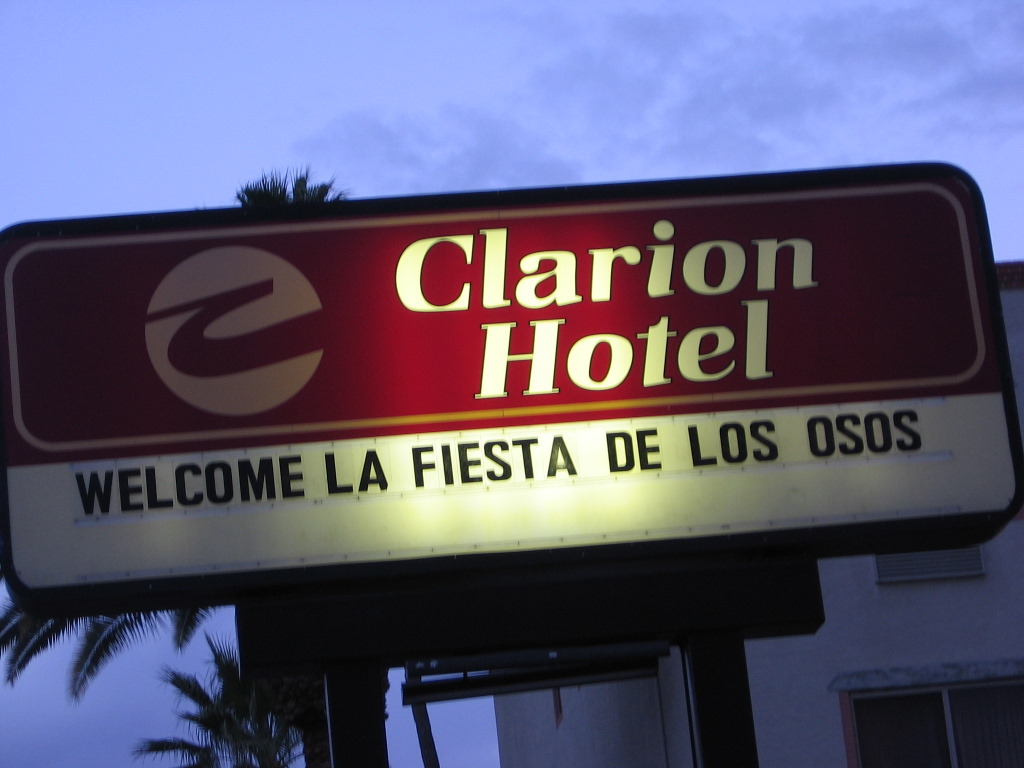 Clarion
Hotel
WELCOME LA FIESTA DE LOS OSOS